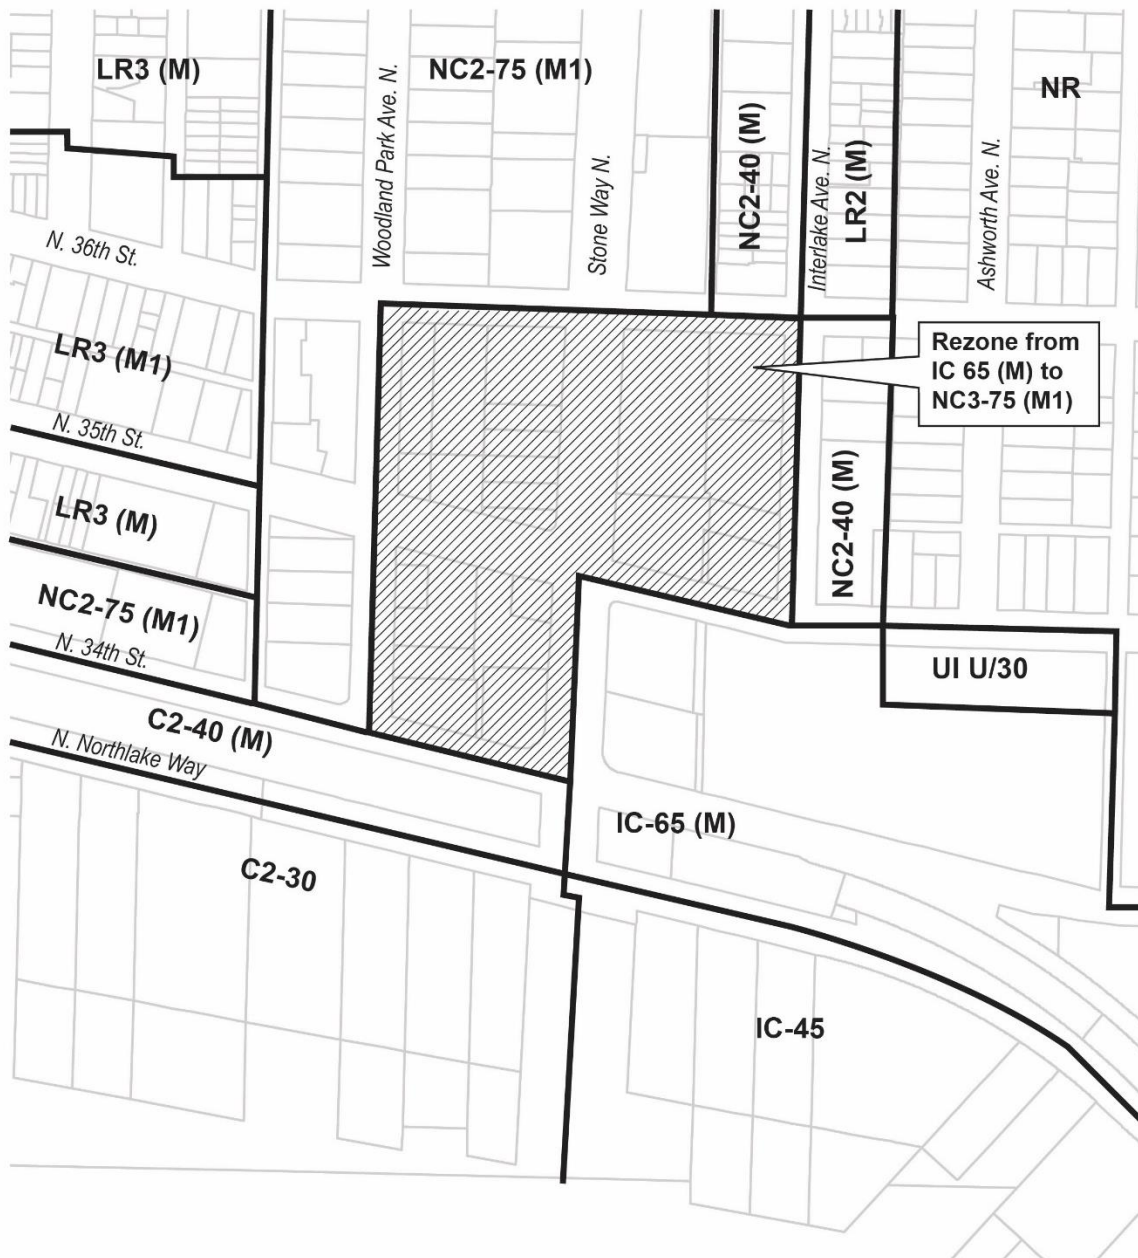 LR3 (M)
NC2-75 (M1)
NR
Woodland Park Ave. N.
Stone Way N.
NC2-40 (M)
Interlake Ave. N.
LR2 (M)
Ashworth Ave. N.
N. 36th St.
LR3 (M1)
Rezone from
IC 65 (M) to
NC3-75 (M1)
N. 35th St.
LR3 (M)
NC2-40 (M)
NC2-75 (M1)
N. 34th St.
UI U/30
C2-40 (M)
N. Northlake Way
IC-65 (M)
C2-30
IC-45